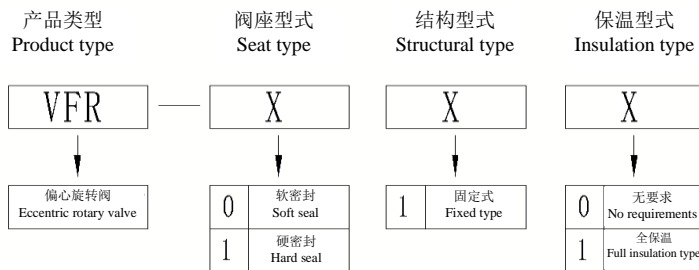 产品类型
Product type
阀座型式
Seat type
结构型式
Structural type
保温型式
Insulation type
VFR
X
X
X
偏心旋转阀
Eccentric rotary valve
0
软密封
Soft seal
1
硬密封
Hard seal
1
固定式
Fixed type
0
无要求
No requirements
1
全保温
Full insulation type